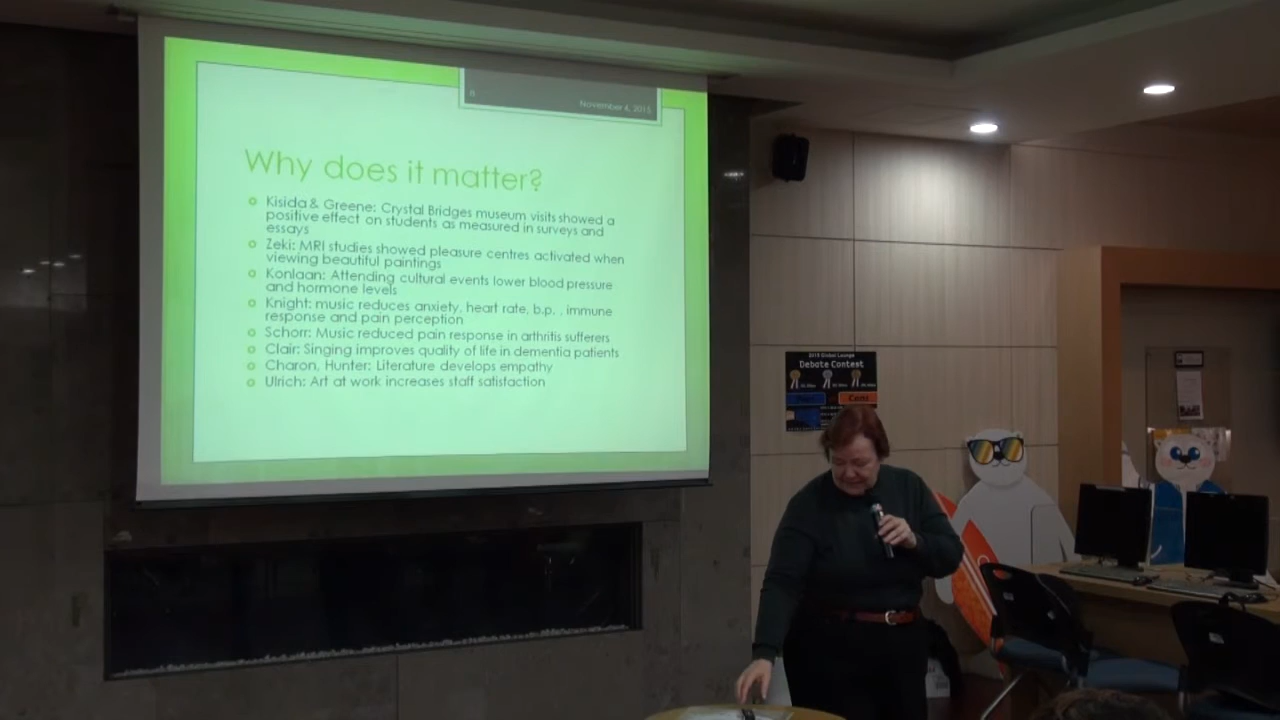 8
November 4, 2015
Why does it matter?
Kisida & Greene: Crystal Bridges museum visits showed a
positive effect on students as measured in surveys and
essays
Zeki: MRI studies showed pleasure centres activated when
viewing beautiful paintings
Konlaan: Attending cultural events lower blood pressure
and hormone levels
Knight: music reduces anxiety, heart rate, b.p. , immune
response and pain perception
Schorr: Music reduced pain response in arthritis sufferers
Clair: Singing improves quality of life in dementia patients
Charon, Hunter: Literature develops empathy
Ulrich: Art at work increases staff satisfaction
Global Lounge
Debate Contest
Cons